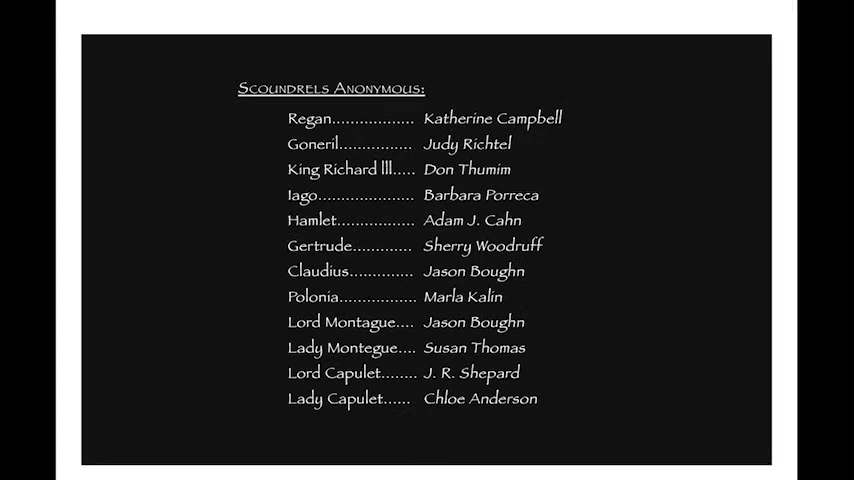 Scoundrels Anonymous:
Regan.................. Katherine Campbell
Goneril................ Judy Richtel
King Richard lll..... Don Thumim
Iago..................... Barbara Porreca
Hamlet................. Adam J. Cahn
Gertrude............. Sherry Woodruff
Claudius.............. Jason Boughn
Polonia................. Marla Kalin
Lord Montague.... Jason Boughn
Lady Montegue.... Susan Thomas
Lord Capulet........ J. R. Shepard
Lady Capulet...... Chloe Anderson